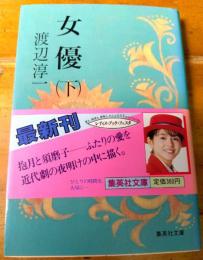 女優
(下)
渡辺淳一
最新刊
抱月と須磨子――ふたりの愛を
近代劇の夜明けの中に描く。
集英社文庫
定価360円
集英社文庫